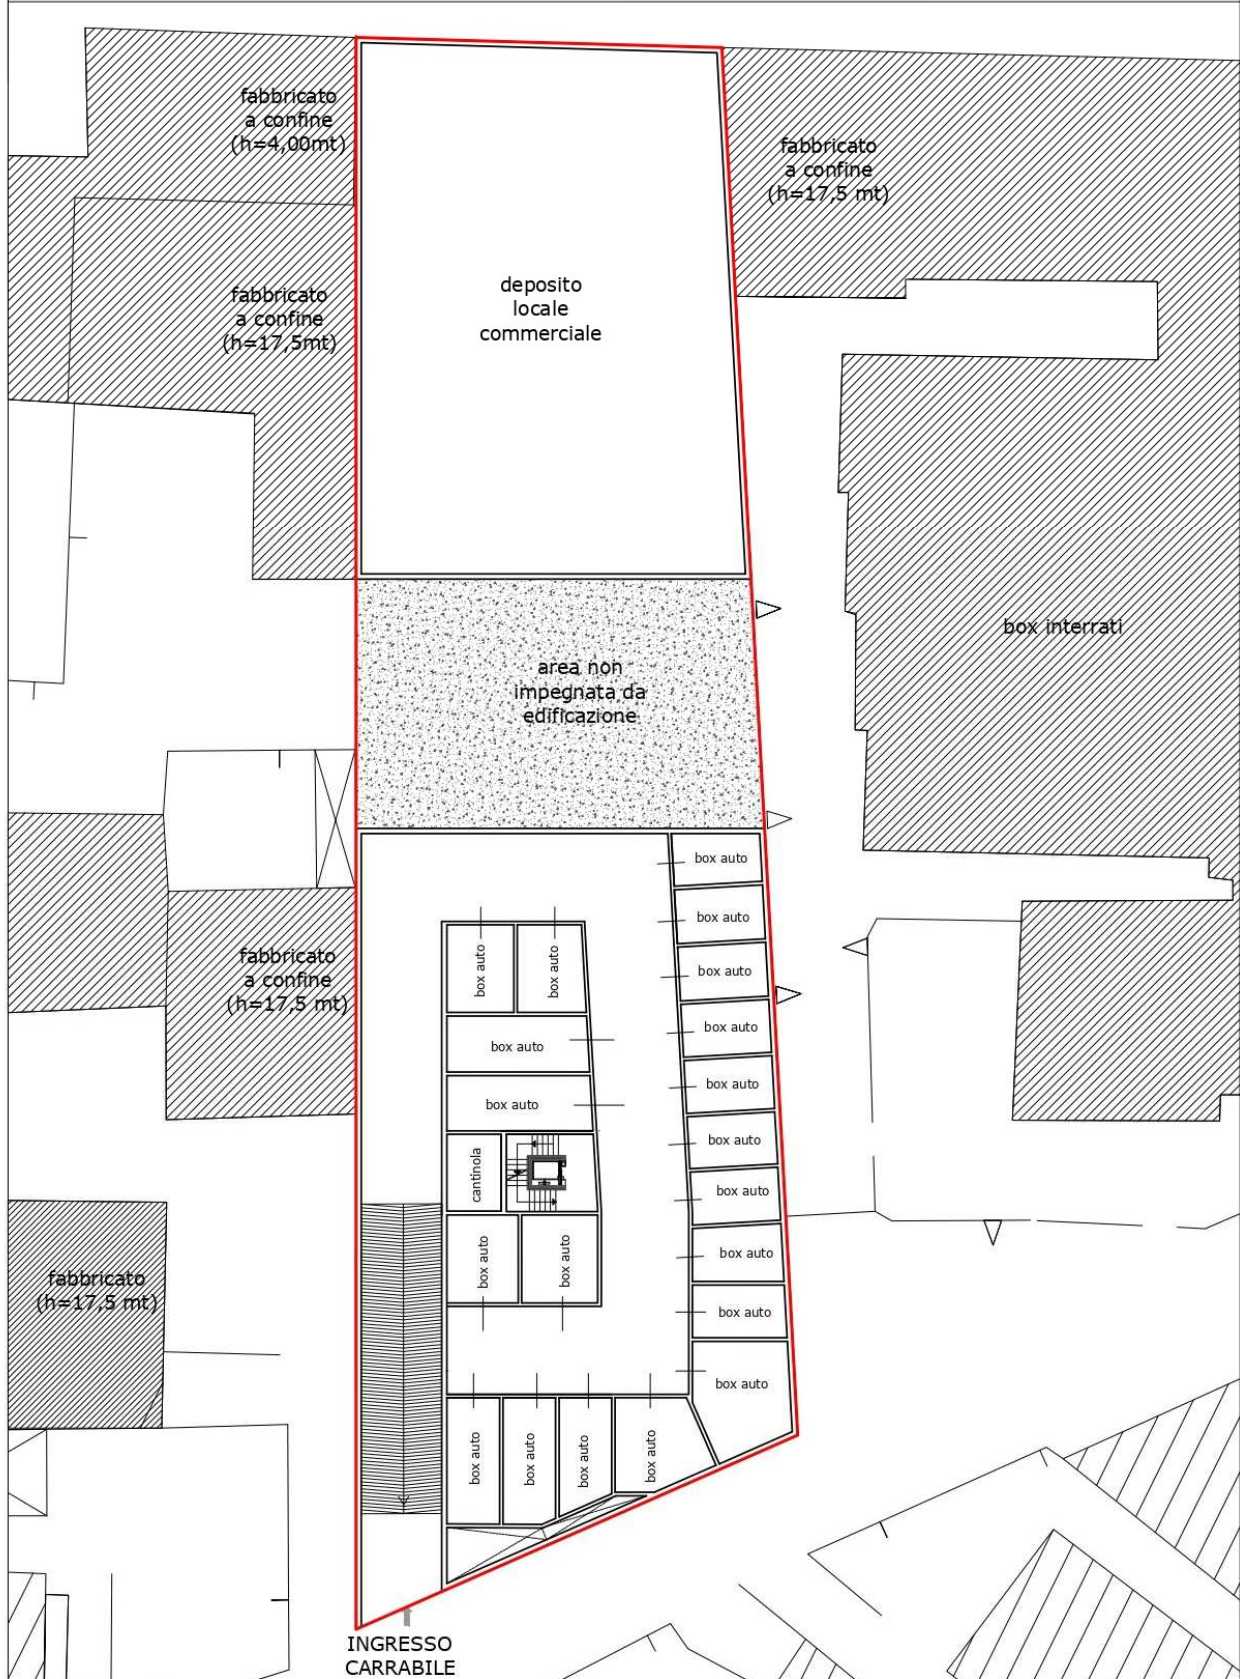 fabbricato
a confine
(h=4,00mt)
fabbricato
a confine
(h=17,5 mt)
deposito
locale
commerciale
fabbricato
a confine
(h=17,5mt)
box interrati
area non
impegnata da
edificazione
box auto
box auto
box auto
box auto
box auto
box auto
box auto
box auto
box auto
box auto
fabbricato
a confine
(h=17,5 mt)
box auto
box auto
box auto
box auto
cantinola
box auto
box auto
fabbricato
(h=17,5 mt)
box auto
box auto
box auto
box auto
INGRESSO
CARRABILE